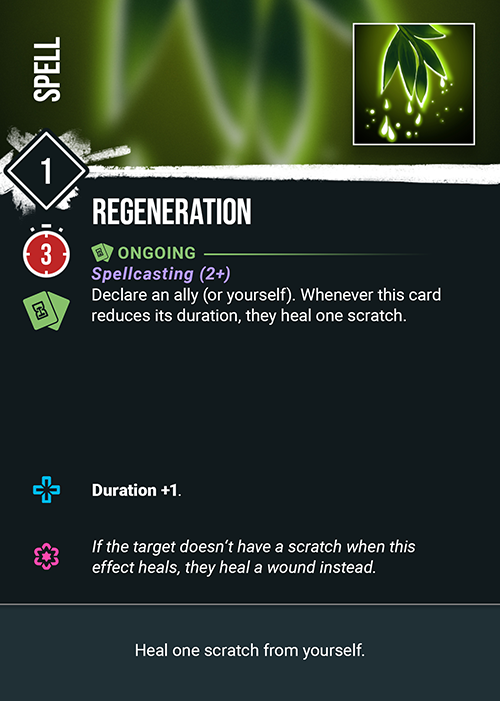 SPELL
1
REGENERATION
3
ONGOING
Spellcasting (2+)
Declare an ally (or yourself). Whenever this card
reduces its duration, they heal one scratch.
Duration +1.
If the target doesn‘t have a scratch when this
effect heals, they heal a wound instead.
Heal one scratch from yourself.